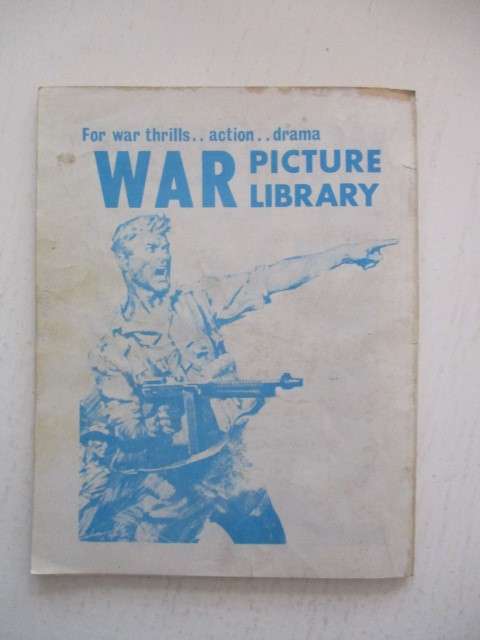 For war thrills.. action.. drama
WAR PICTURE
LIBRARY